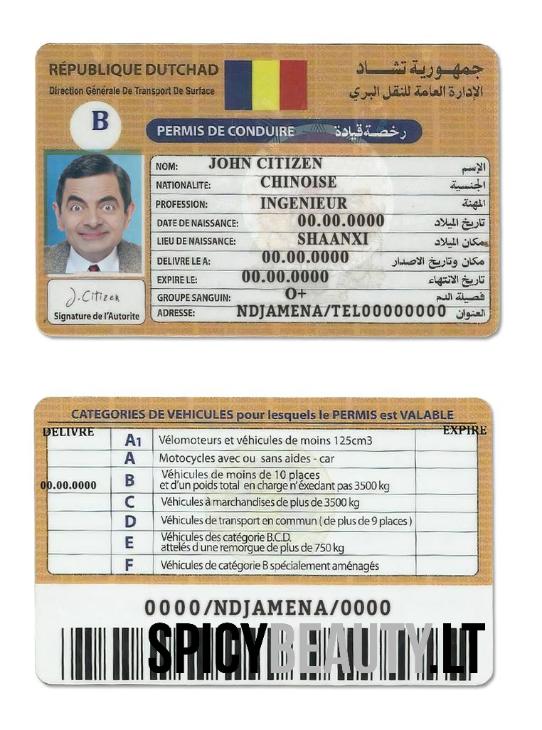 RÉPUBLIQUE DUTCHAD
جمهورية تشاد
Direction Générale De Transport De Surface
الإدارة العامة للنقل البري
B
PERMIS DE CONDUIRE رخصة قيادة
NOM: JOHN CITIZEN الإسم
NATIONALITE: CHINOISE الجنسية
PROFESSION: INGENIEUR المهنة
DATE DE NAISSANCE: 00.00.0000 تاريخ الميلاد
LIEU DE NAISSANCE: SHAANXI مكان الميلاد
DELIVRE LE A: 00.00.0000 مكان وتاريخ الاصدار
EXPIRE LE: 00.00.0000 تاريخ الانتهاء
GROUPE SANGUIN: O+ فصيلة الدم
ADRESSE: NDJAMENA/TEL00000000 العنوان
J.Citizen
Signature de l'Autorite
CATEGORIES DE VEHICULES pour lesquels le PERMIS est VALABLE
DELIVRE EXPIRE
A1 Vélomoteurs et véhicules de moins 125cm3
A Motocycles avec ou sans aides - car
00.00.0000 B Véhicules de moins de 10 places
et d'un poids total en charge n'éxedant pas 3500 kg
C Véhicules à marchandises de plus de 3500 kg
D Véhicules de transport en commun ( de plus de 9 places )
E Véhicules des catégorie B.C.D.
attelés d une remorque de plus de 750 kg
F Véhicules de catégorie B spécialement aménagés
0000/NDJAMENA/0000
SPICYBEAUTY.LT